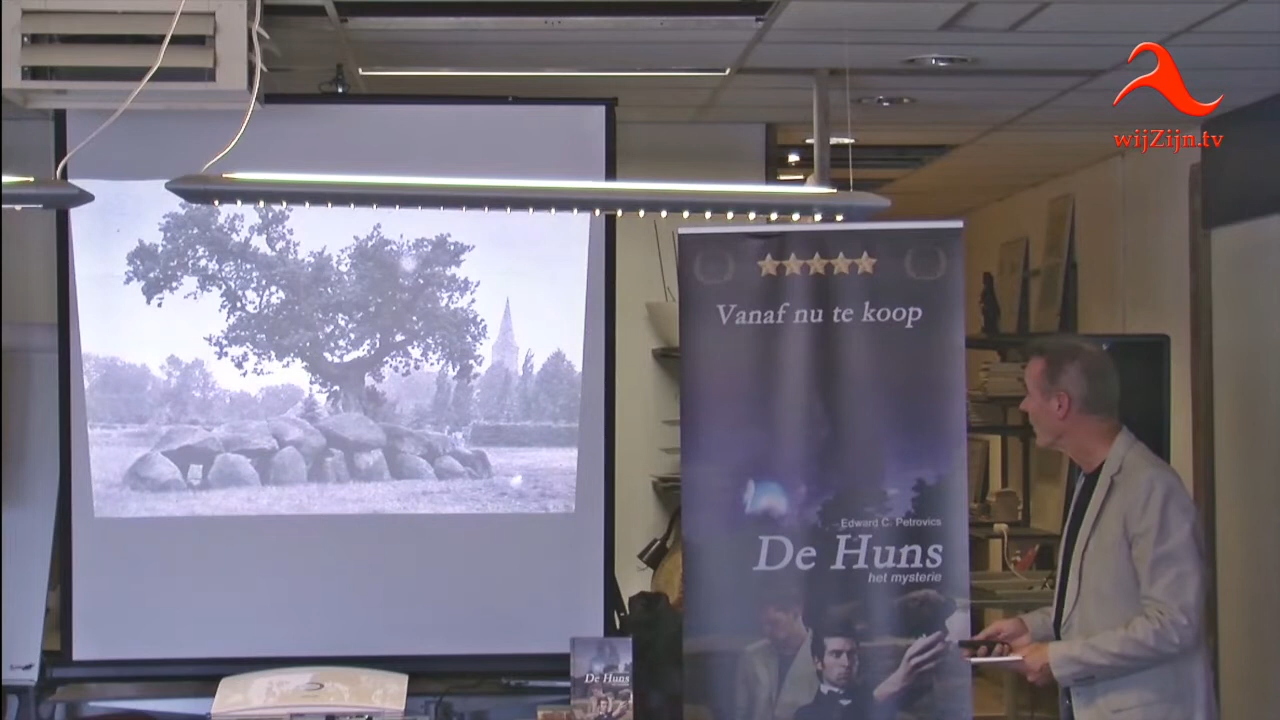 wijZijn.tv
Vanaf nu te koop
Edward C. Petrovics
De Huns
het mysterie
De Huns